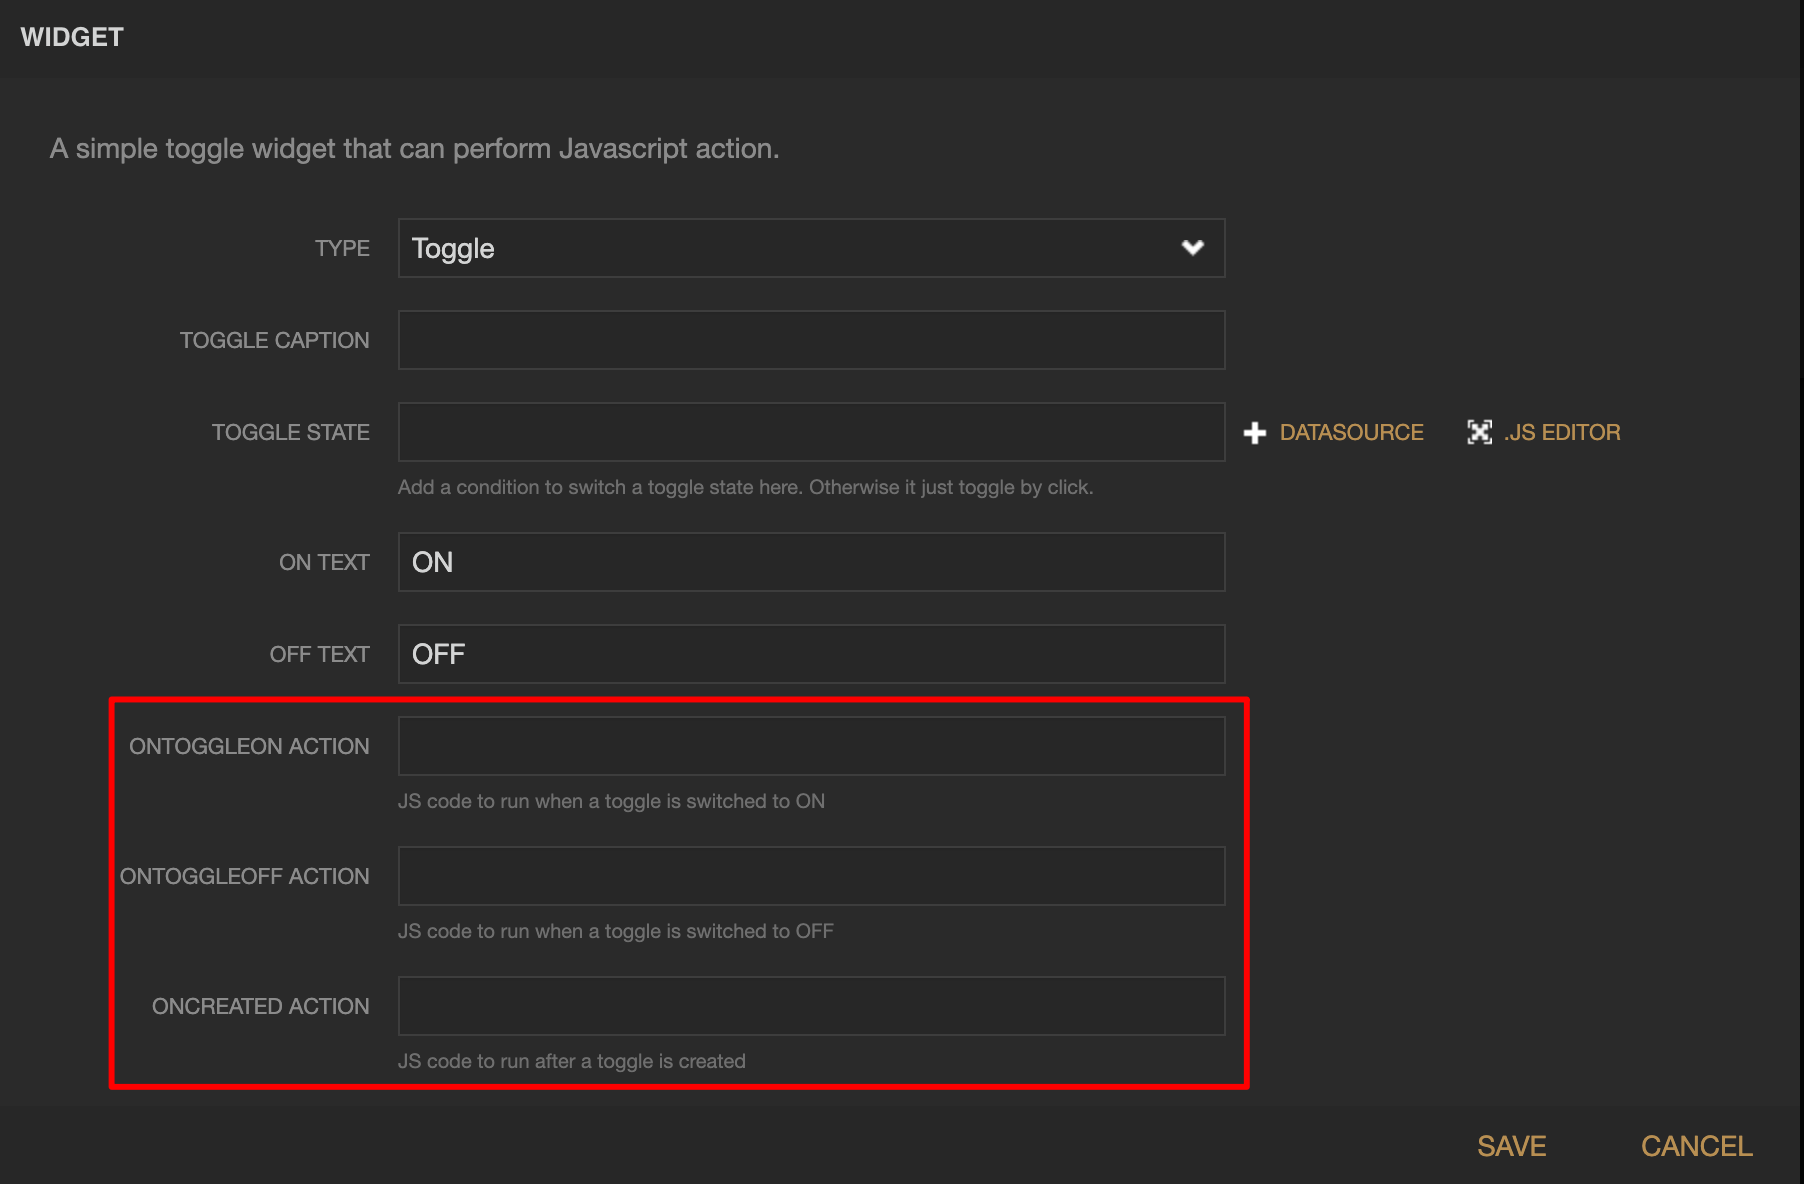 WIDGET
A simple toggle widget that can perform Javascript action.
TYPE Toggle
TOGGLE CAPTION
TOGGLE STATE DATASOURCE .JS EDITOR
Add a condition to switch a toggle state here. Otherwise it just toggle by click.
ON TEXT ON
OFF TEXT OFF
ONTOGGLEON ACTION
JS code to run when a toggle is switched to ON
ONTOGGLEOFF ACTION
JS code to run when a toggle is switched to OFF
ONCREATED ACTION
JS code to run after a toggle is created
SAVE CANCEL